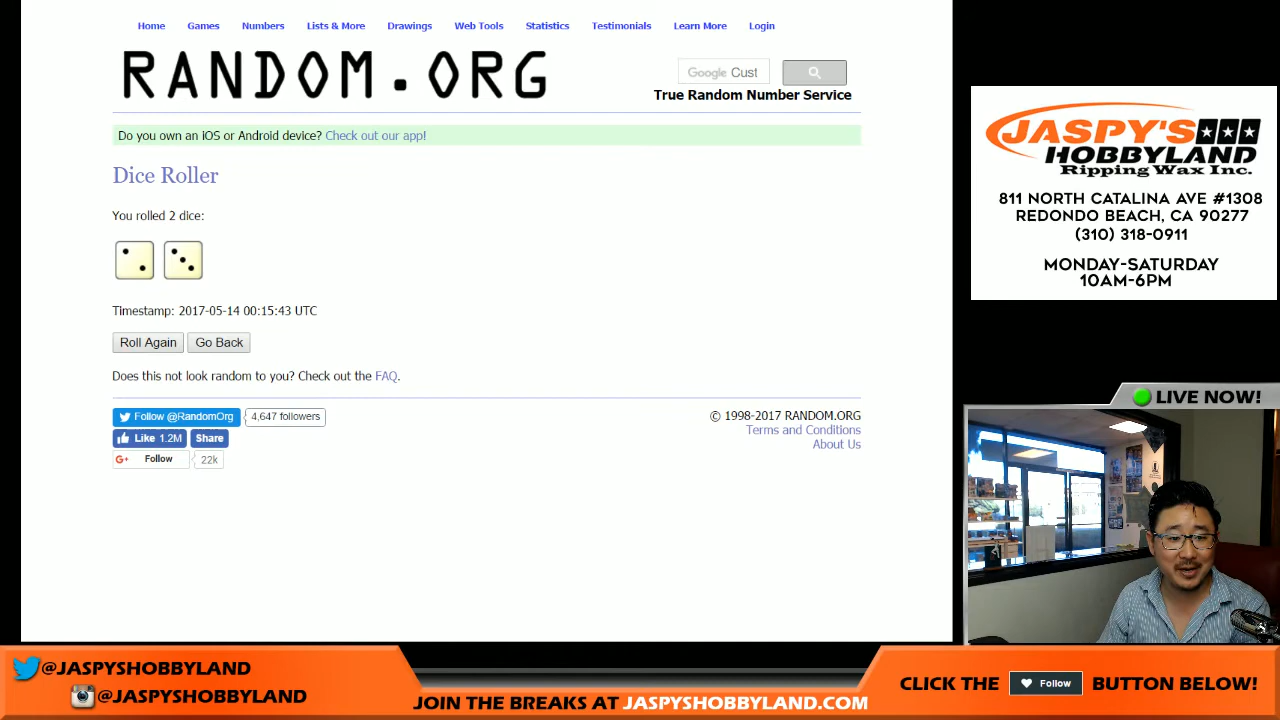 Home Games Numbers Lists & More Drawings Web Tools Statistics Testimonials Learn More Login
RANDOM.ORG
Google Cust
True Random Number Service
Do you own an iOS or Android device? Check out our app!
Dice Roller
You rolled 2 dice:
Timestamp: 2017-05-14 00:15:43 UTC
Roll Again Go Back
Does this not look random to you? Check out the FAQ.
Follow @RandomOrg 4,647 followers
Like 1.2M Share
G+ Follow 22k
© 1998-2017 RANDOM.ORG
Terms and Conditions
About Us
JASPY'S
HOBBYLAND
Ripping Wax Inc.
811 NORTH CATALINA AVE #1308
REDONDO BEACH, CA 90277
(310) 318-0911
MONDAY-SATURDAY
10AM-6PM
LIVE NOW!
@JASPYSHOBBYLAND
@JASPYSHOBBYLAND
JOIN THE BREAKS AT JASPYSHOBBYLAND.COM
CLICK THE Follow BUTTON BELOW!